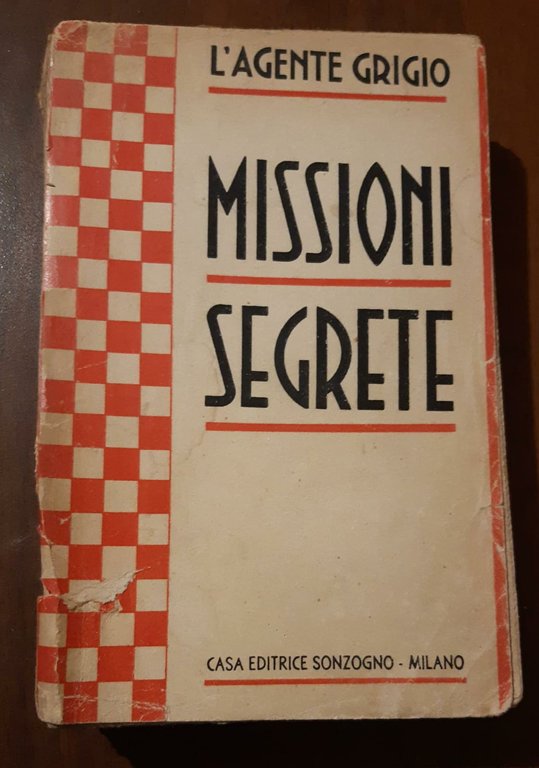 L'AGENTE GRIGIO
MISSIONI
SEGRETE
CASA EDITRICE SONZOGNO - MILANO